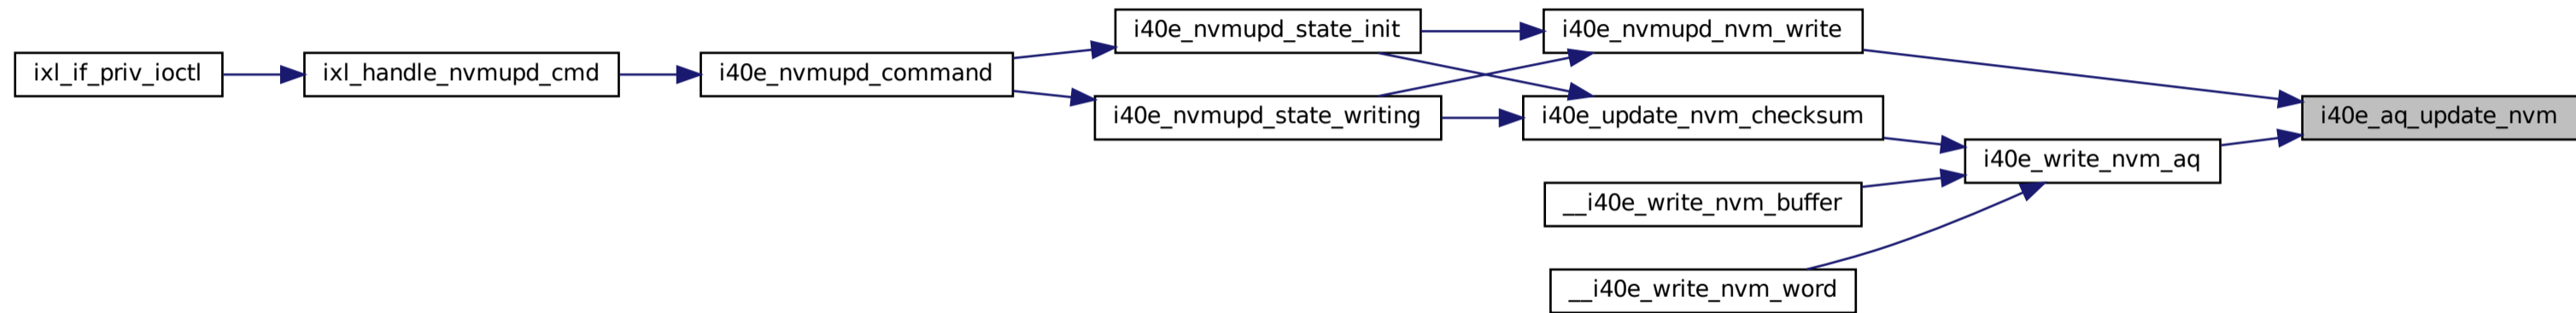 i40e_nvmupd_state_init
i40e_nvmupd_nvm_write
ixl_if_priv_ioctl
ixl_handle_nvmupd_cmd
i40e_nvmupd_command
i40e_nvmupd_state_writing
i40e_update_nvm_checksum
i40e_aq_update_nvm
i40e_write_nvm_aq
__i40e_write_nvm_buffer
__i40e_write_nvm_word